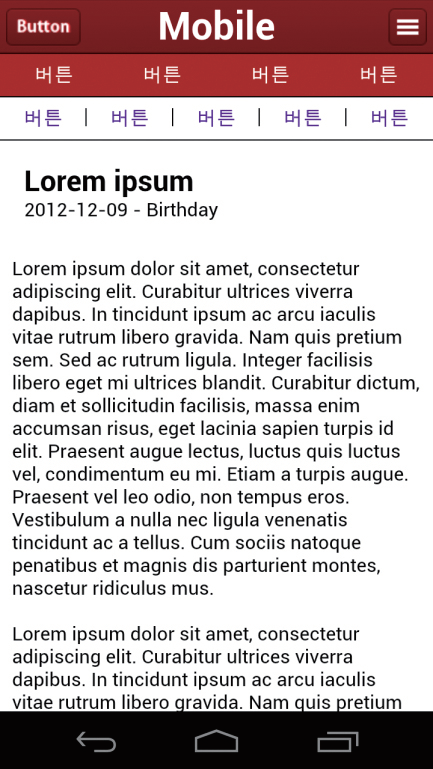 Button Mobile
버튼 버튼 버튼 버튼
버튼 | 버튼 | 버튼 | 버튼 | 버튼
Lorem ipsum
2012-12-09 - Birthday
Lorem ipsum dolor sit amet, consectetur
adipiscing elit. Curabitur ultrices viverra
dapibus. In tincidunt ipsum ac arcu iaculis
vitae rutrum libero gravida. Nam quis pretium
sem. Sed ac rutrum ligula. Integer facilisis
libero eget mi ultrices blandit. Curabitur dictum,
diam et sollicitudin facilisis, massa enim
accumsan risus, eget lacinia sapien turpis id
elit. Praesent augue lectus, luctus quis luctus
vel, condimentum eu mi. Etiam a turpis augue.
Praesent vel leo odio, non tempus eros.
Vestibulum a nulla nec ligula venenatis
tincidunt ac a tellus. Cum sociis natoque
penatibus et magnis dis parturient montes,
nascetur ridiculus mus.
Lorem ipsum dolor sit amet, consectetur
adipiscing elit. Curabitur ultrices viverra
dapibus. In tincidunt ipsum ac arcu iaculis
vitae rutrum libero gravida. Nam quis pretium